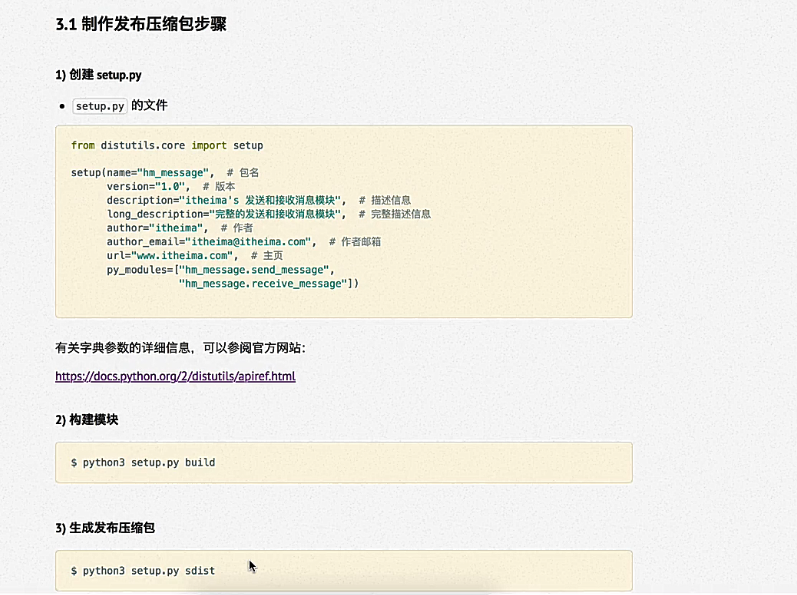 3.1 制作发布压缩包步骤
1) 创建 setup.py
setup.py 的文件
from distutils.core import setup
setup(name="hm_message",  # 包名
version="1.0",  # 版本
description="itheima's 发送和接收消息模块",  # 描述信息
long_description="完整的发送和接收消息模块",  # 完整描述信息
author="itheima",  # 作者
author_email="itheima@itheima.com",  # 作者邮箱
url="www.itheima.com",  # 主页
py_modules=["hm_message.send_message",
"hm_message.receive_message"])
有关字典参数的详细信息，可以参阅官方网站：
https://docs.python.org/2/distutils/apiref.html
2) 构建模块
$ python3 setup.py build
3) 生成发布压缩包
$ python3 setup.py sdist